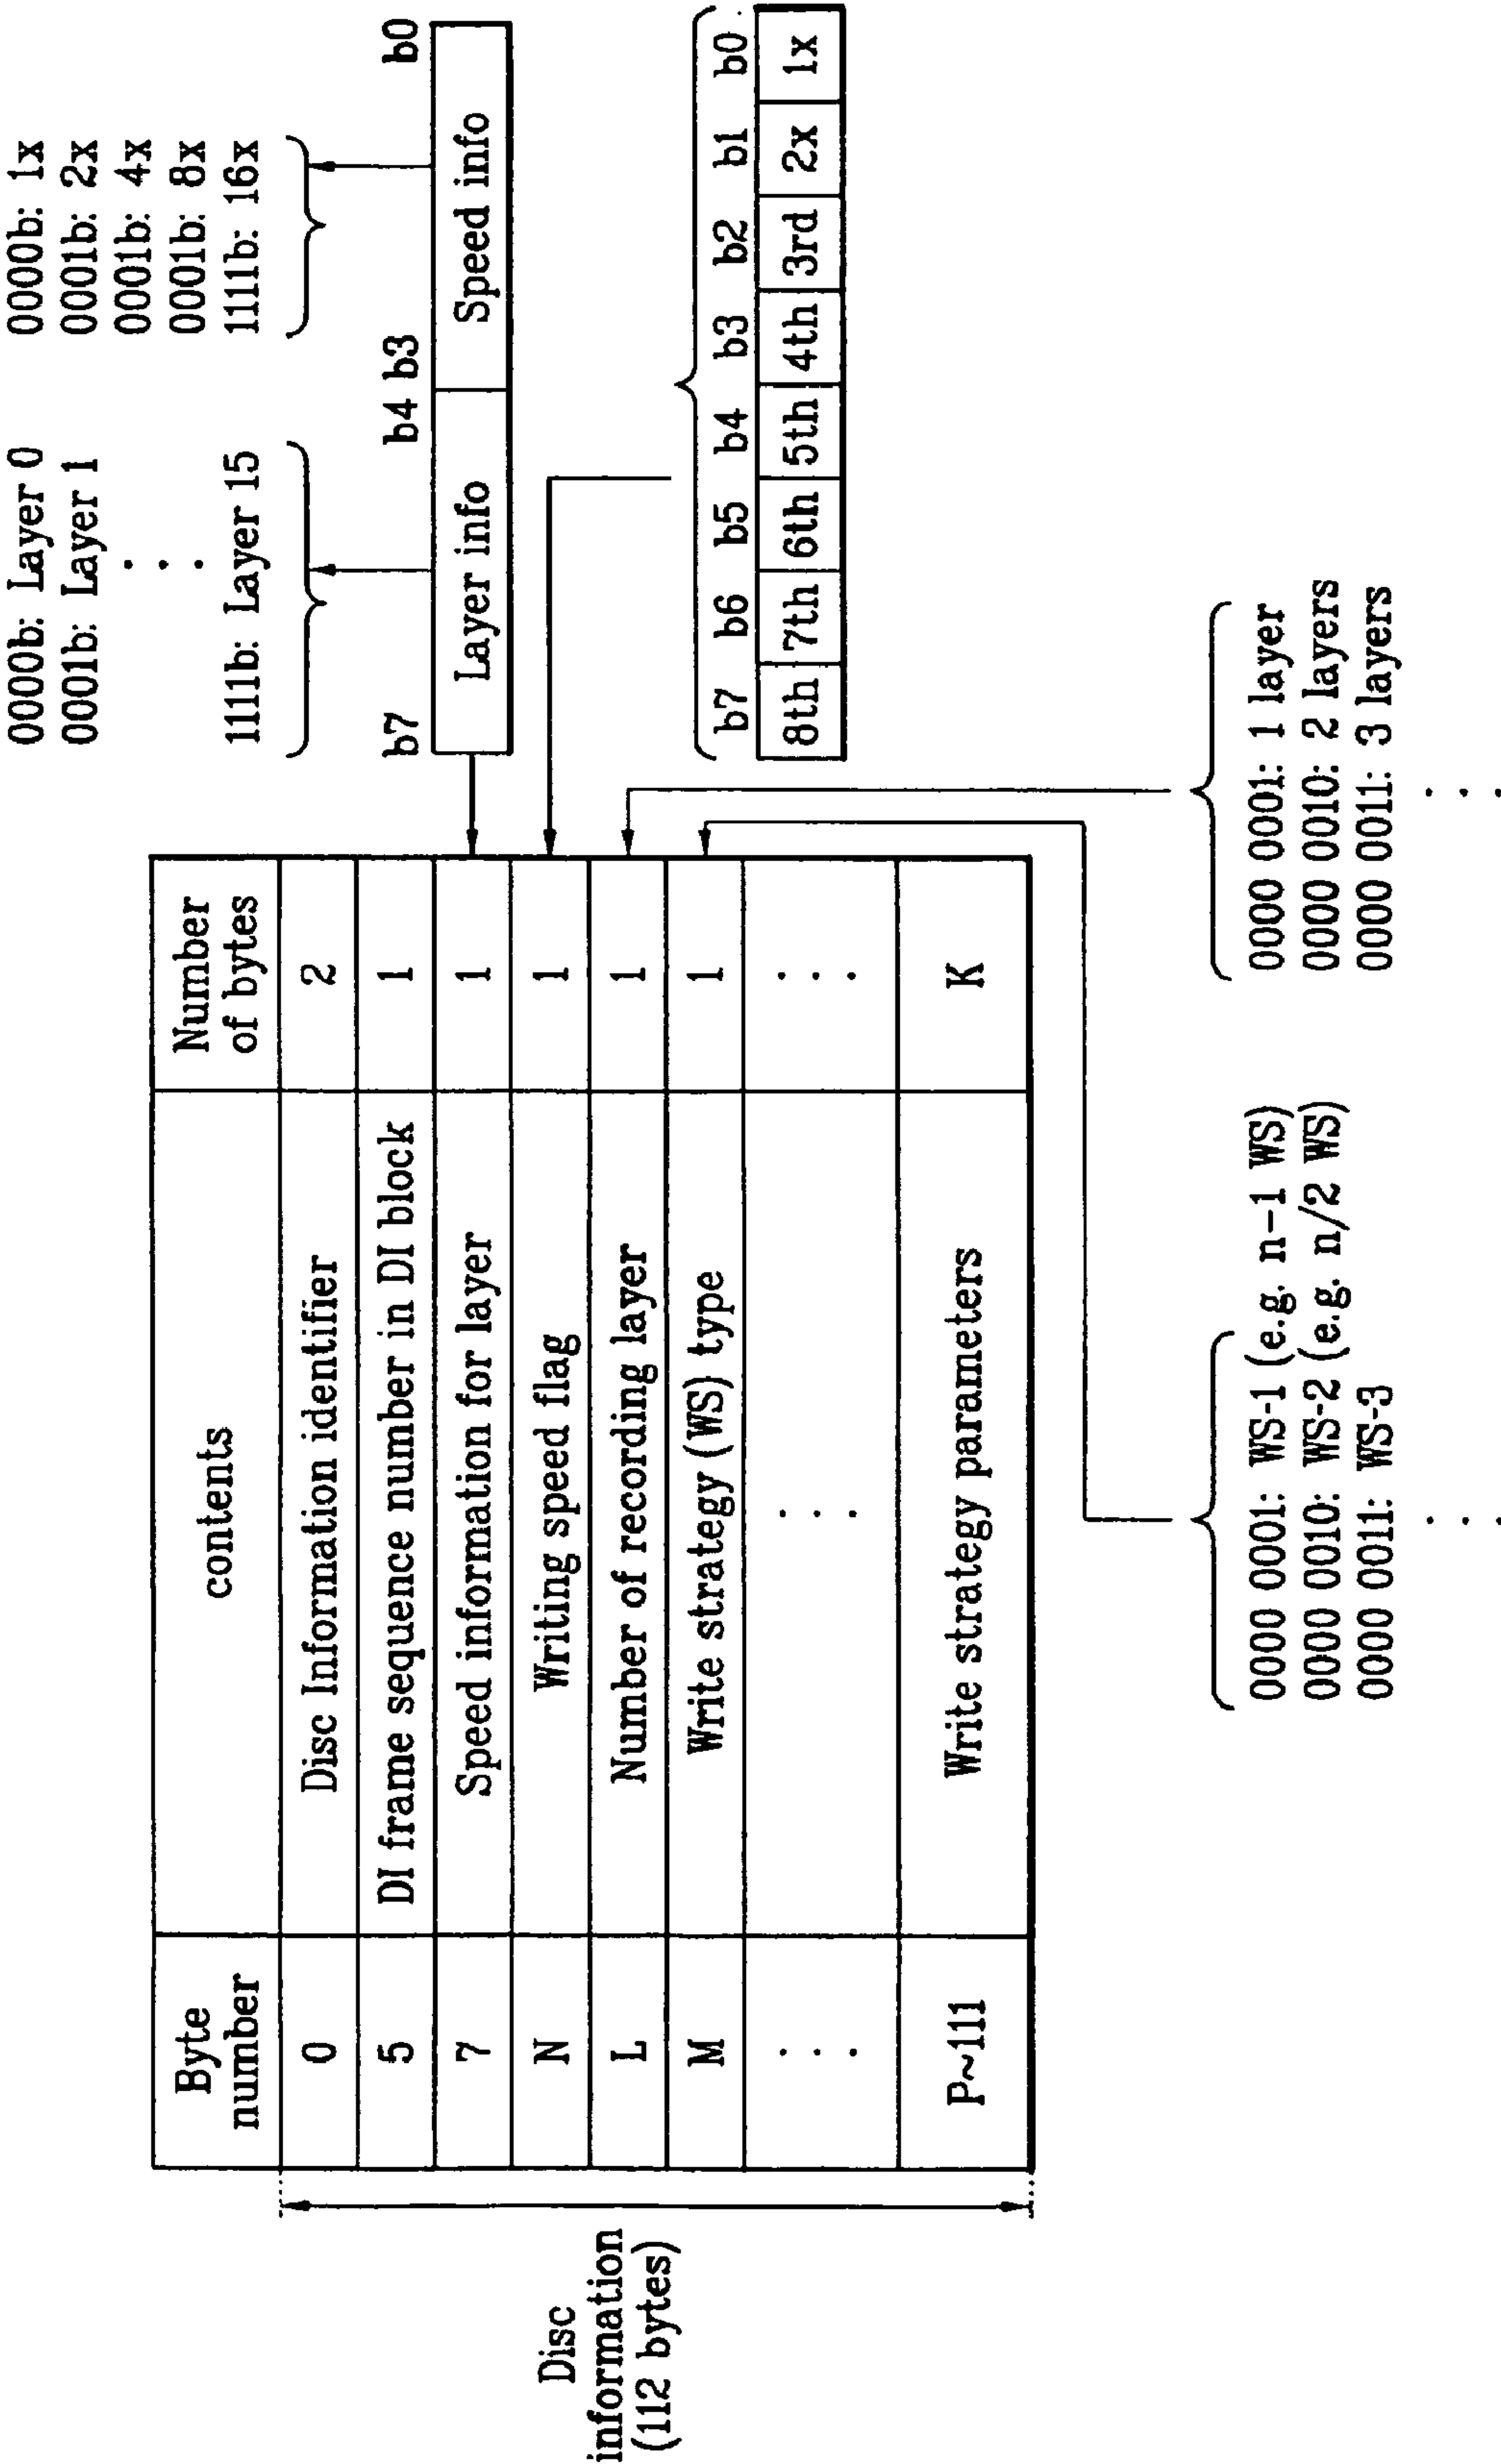 0000b: Layer 0
0001b: Layer 1
. . .
1111b: Layer 15
0000b: 1x
0001b: 2x
0001b: 4x
0001b: 8x
1111b: 16x
b7 b4 b3 b0
Layer info Speed info
b7 b6 b5 b4 b3 b2 b1 b0
8th 7th 6th 5th 4th 3rd 2x 1x
Byte number contents Number of bytes
0 Disc Information identifier 2
5 DI frame sequence number in DI block 1
7 Speed information for layer 1
N Writing speed flag 1
L Number of recording layer 1
M Write strategy (WS) type 1
. . . . . . . . .
P~111 Write strategy parameters K
Disc
information
(112 bytes)
0000 0001: WS-1 (e.g. n-1 WS)
0000 0010: WS-2 (e.g. n/2 WS)
0000 0011: WS-3
. . .
0000 0001: 1 layer
0000 0010: 2 layers
0000 0011: 3 layers
. . .